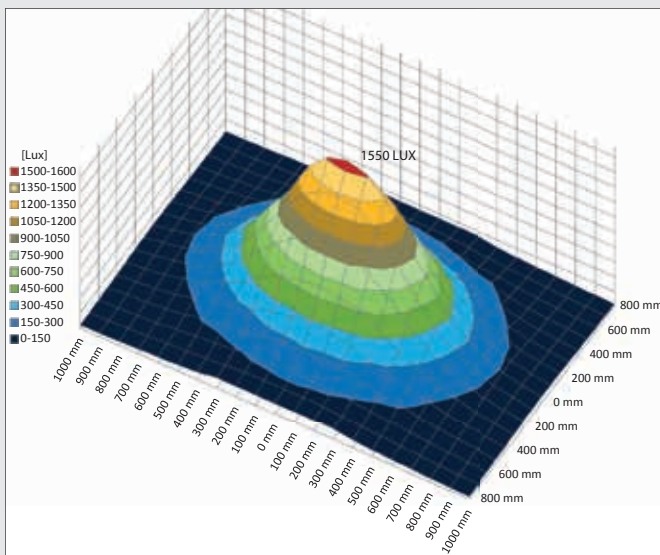 1550 LUX
[Lux]
1500-1600
1350-1500
1200-1350
1050-1200
900-1050
750-900
600-750
450-600
300-450
150-300
0-150
1000 mm
900 mm
800 mm
700 mm
600 mm
500 mm
400 mm
300 mm
200 mm
100 mm
0 mm
100 mm
200 mm
300 mm
400 mm
500 mm
600 mm
700 mm
800 mm
900 mm
1000 mm
800 mm
600 mm
400 mm
200 mm
0 mm
200 mm
400 mm
600 mm
800 mm